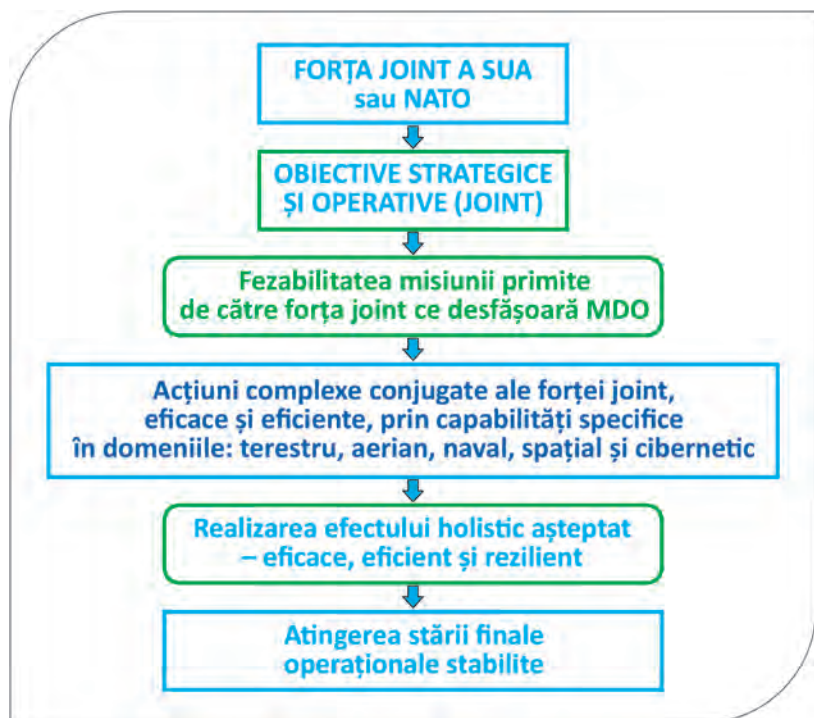 FORȚA JOINT A SUA
sau NATO
OBIECTIVE STRATEGICE
ȘI OPERATIVE (JOINT)
Fezabilitatea misiunii primite
de către forța joint ce desfășoară MDO
Acțiuni complexe conjugate ale forței joint,
eficace și eficiente, prin capabilități specifice
în domeniile: terestru, aerian, naval, spațial și cibernetic
Realizarea efectului holistic așteptat
– eficace, eficient și rezilient
Atingerea stării finale
operaționale stabilite